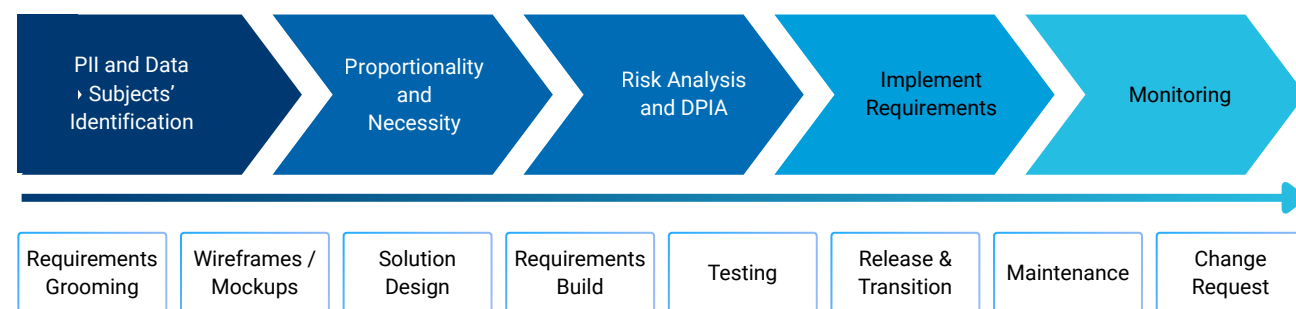 PII and Data
Subjects’
Identification
Proportionality
and
Necessity
Risk Analysis
and DPIA
Implement
Requirements
Monitoring
Requirements
Grooming
Wireframes /
Mockups
Solution
Design
Requirements
Build
Testing
Release &
Transition
Maintenance
Change
Request